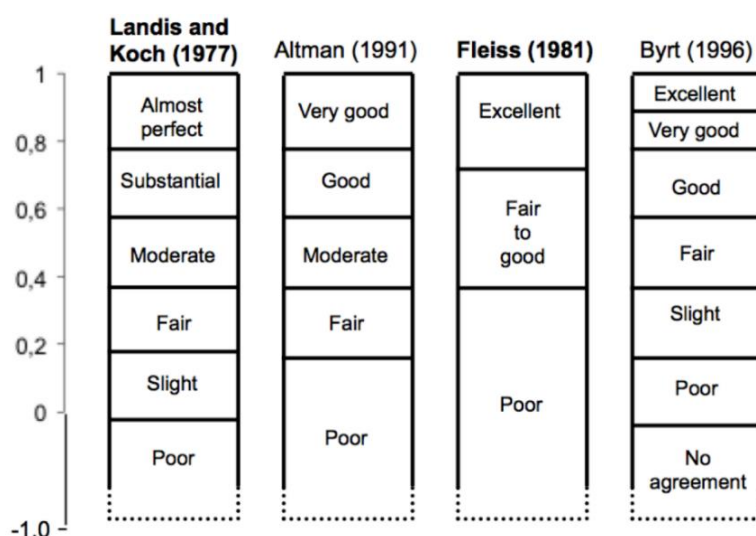 Landis and
Koch (1977)
Altman (1991)
Fleiss (1981)
Byrt (1996)
1
0,8
0,6
0,4
0,2
0
-1.0
Almost
perfect
Substantial
Moderate
Fair
Slight
Poor
Very good
Good
Moderate
Fair
Poor
Excellent
Fair
to
good
Poor
Excellent
Very good
Good
Fair
Slight
Poor
No
agreement